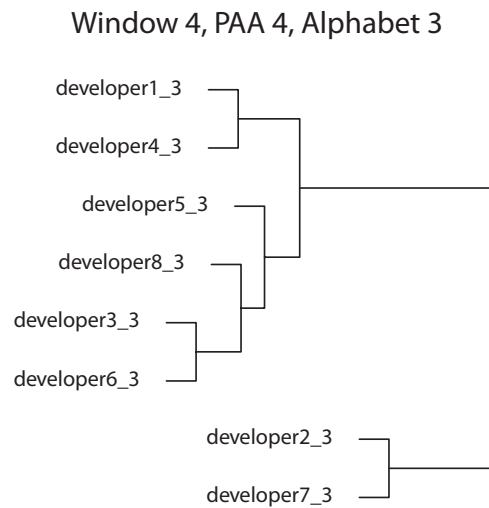 Window 4, PAA 4, Alphabet 3
developer1_3
developer4_3
developer5_3
developer8_3
developer3_3
developer6_3
developer2_3
developer7_3